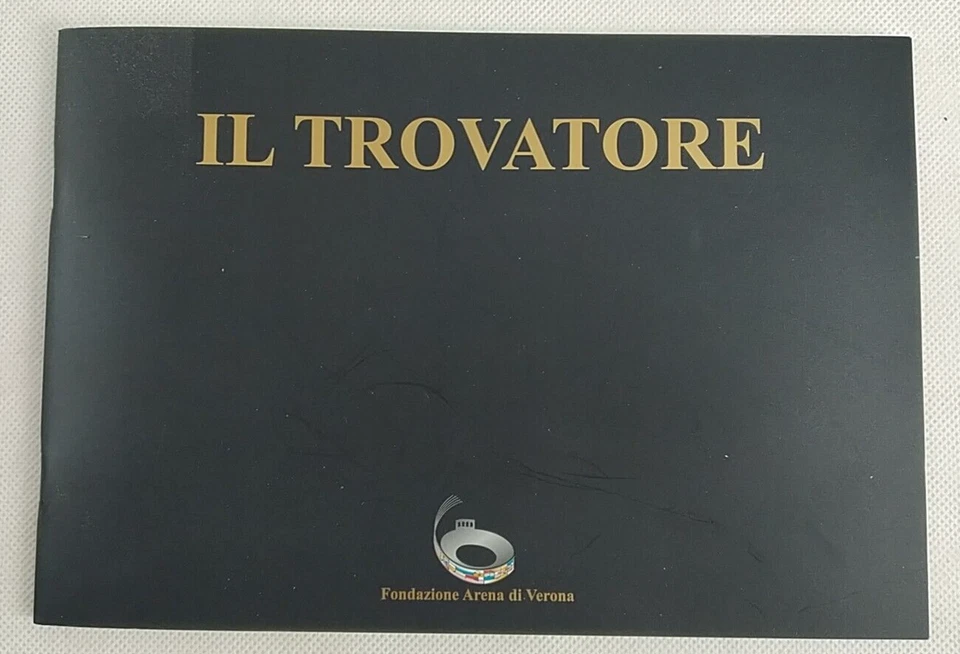 IL TROVATORE
Fondazione Arena di Verona